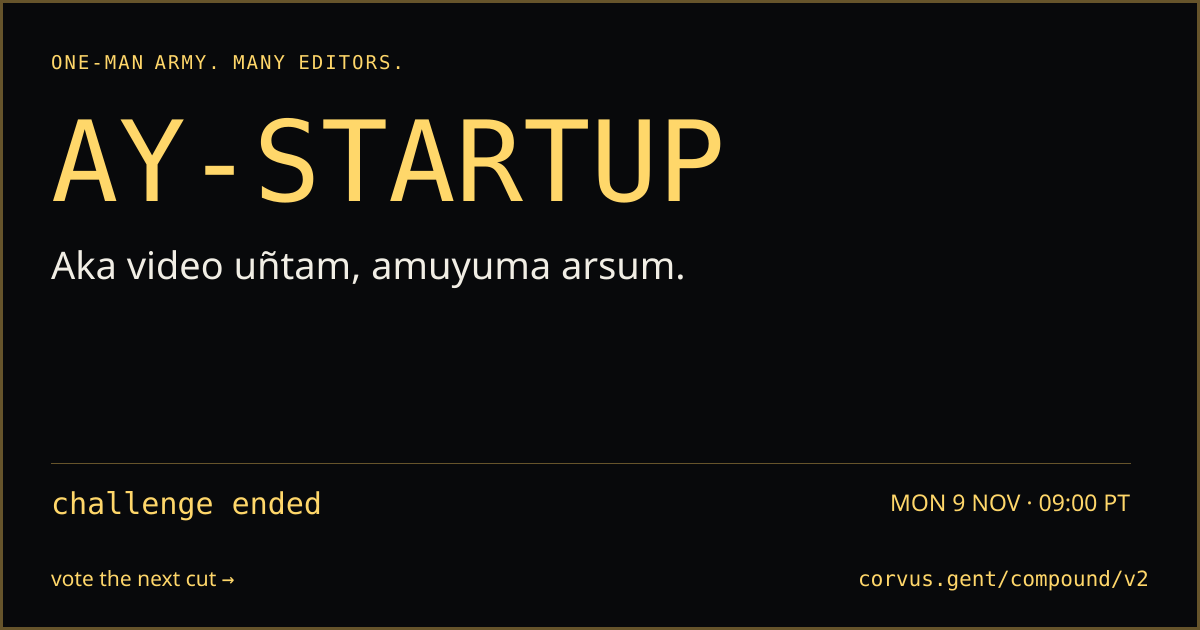 ONE-MAN ARMY. MANY EDITORS.
AY-STARTUP
Aka video uñtam, amuyuma arsum.
challenge ended
MON 9 NOV · 09:00 PT
vote the next cut →
corvus.gent/compound/v2